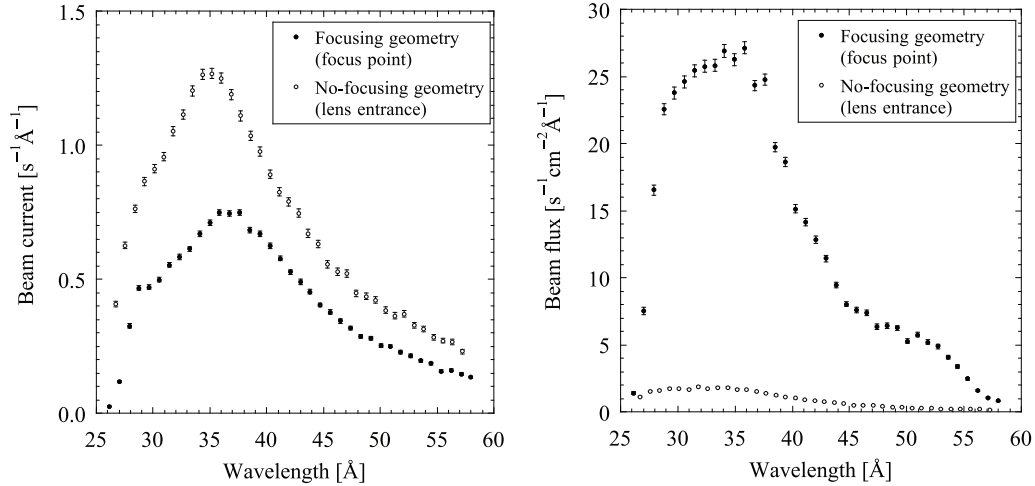 1.5
1.0
0.5
0.0
25 30 35 40 45 50 55 60
Beam current [s⁻¹Å⁻¹]
Wavelength [Å]
Focusing geometry
(focus point)
No-focusing geometry
(lens entrance)
30
25
20
15
10
5
0
25 30 35 40 45 50 55 60
Beam flux [s⁻¹cm⁻²Å⁻¹]
Wavelength [Å]
Focusing geometry
(focus point)
No-focusing geometry
(lens entrance)